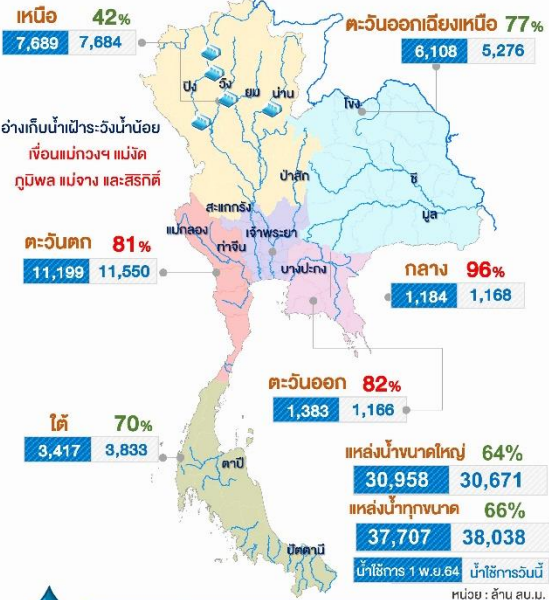 เหนือ 42%
7,689 7,684
ตะวันออกเฉียงเหนือ 77%
6,108 5,276
ปิง วัง ยม น่าน
โขง
อ่างเก็บน้ำเฝ้าระวังน้ำน้อย
เขื่อนแม่กวงฯ แม่งัด
ภูมิพล แม่จาง และสิริกิติ์
ป่าสัก
ชี
มูล
สะแกกรัง
แม่กลอง
ท่าจีน
เจ้าพระยา
บางปะกง
ตะวันตก 81%
11,199 11,550
กลาง 96%
1,184 1,168
ตะวันออก 82%
1,383 1,166
ใต้ 70%
3,417 3,833
ตาปี
ปัตตานี
แหล่งน้ำขนาดใหญ่ 64%
30,958 30,671
แหล่งน้ำทุกขนาด 66%
37,707 38,038
น้ำใช้การ 1 พ.ย.64 น้ำใช้การวันนี้
หน่วย : ล้าน ลบ.ม.